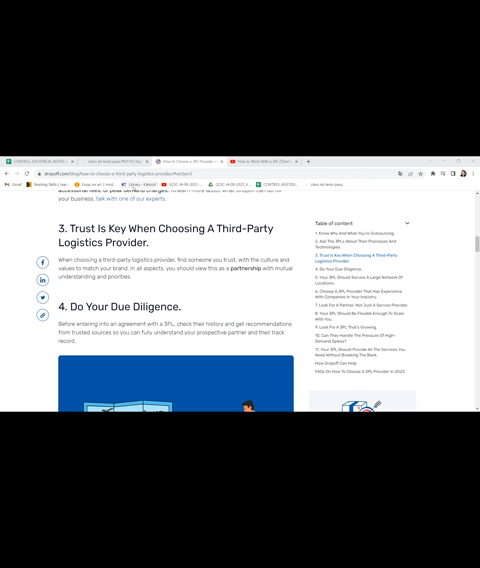 CONTROL ASISTENCIAL NOTES
Libro de texto para
How to Choose a 3PL Provider
How to Work With a 3PL (Third
dropoff.com/blog/how-to-choose-a-third-party-logistics-provider/#section3
Gmail
Reading Skills | Lear...
Essay on art 2 mod...
Library - Kahoot!
G23C I4-08-2023 -...
G23C I4-08 2023_V...
CONTROL ASISTEN...
Libro de texto para...
your business, talk with one of our experts.
3. Trust Is Key When Choosing A Third-Party
Logistics Provider.
When choosing a third-party logistics provider, find someone you trust, with the culture and
values to match your brand. In all aspects, you should view this as a partnership with mutual
understanding and priorities.
4. Do Your Due Diligence.
Before entering into an agreement with a 3PL, check their history and get recommendations
from trusted sources so you can fully understand your prospective partner and their track
record.
Table of content
1. Know Why And What You're Outsourcing.
2. Ask The 3PLs About Their Processes And
Technologies.
3. Trust Is Key When Choosing A Third-Party
Logistics Provider.
4. Do Your Due Diligence.
5. Your 3PL Should Service A Large Network Of
Locations.
6. Choose A 3PL Provider That Has Experience
With Companies In Your Industry.
7. Look For A Partner, Not Just A Service Provider.
8. Your 3PL Should Be Flexible Enough To Scale
With You.
9. Look For A 3PL That's Growing.
10. Can They Handle The Pressure Of High-
Demand Spikes?
11. Your 3PL Should Provide All The Services You
Need Without Breaking The Bank.
How Dropoff Can Help
FAQs On How To Choose A 3PL Provider In 2023